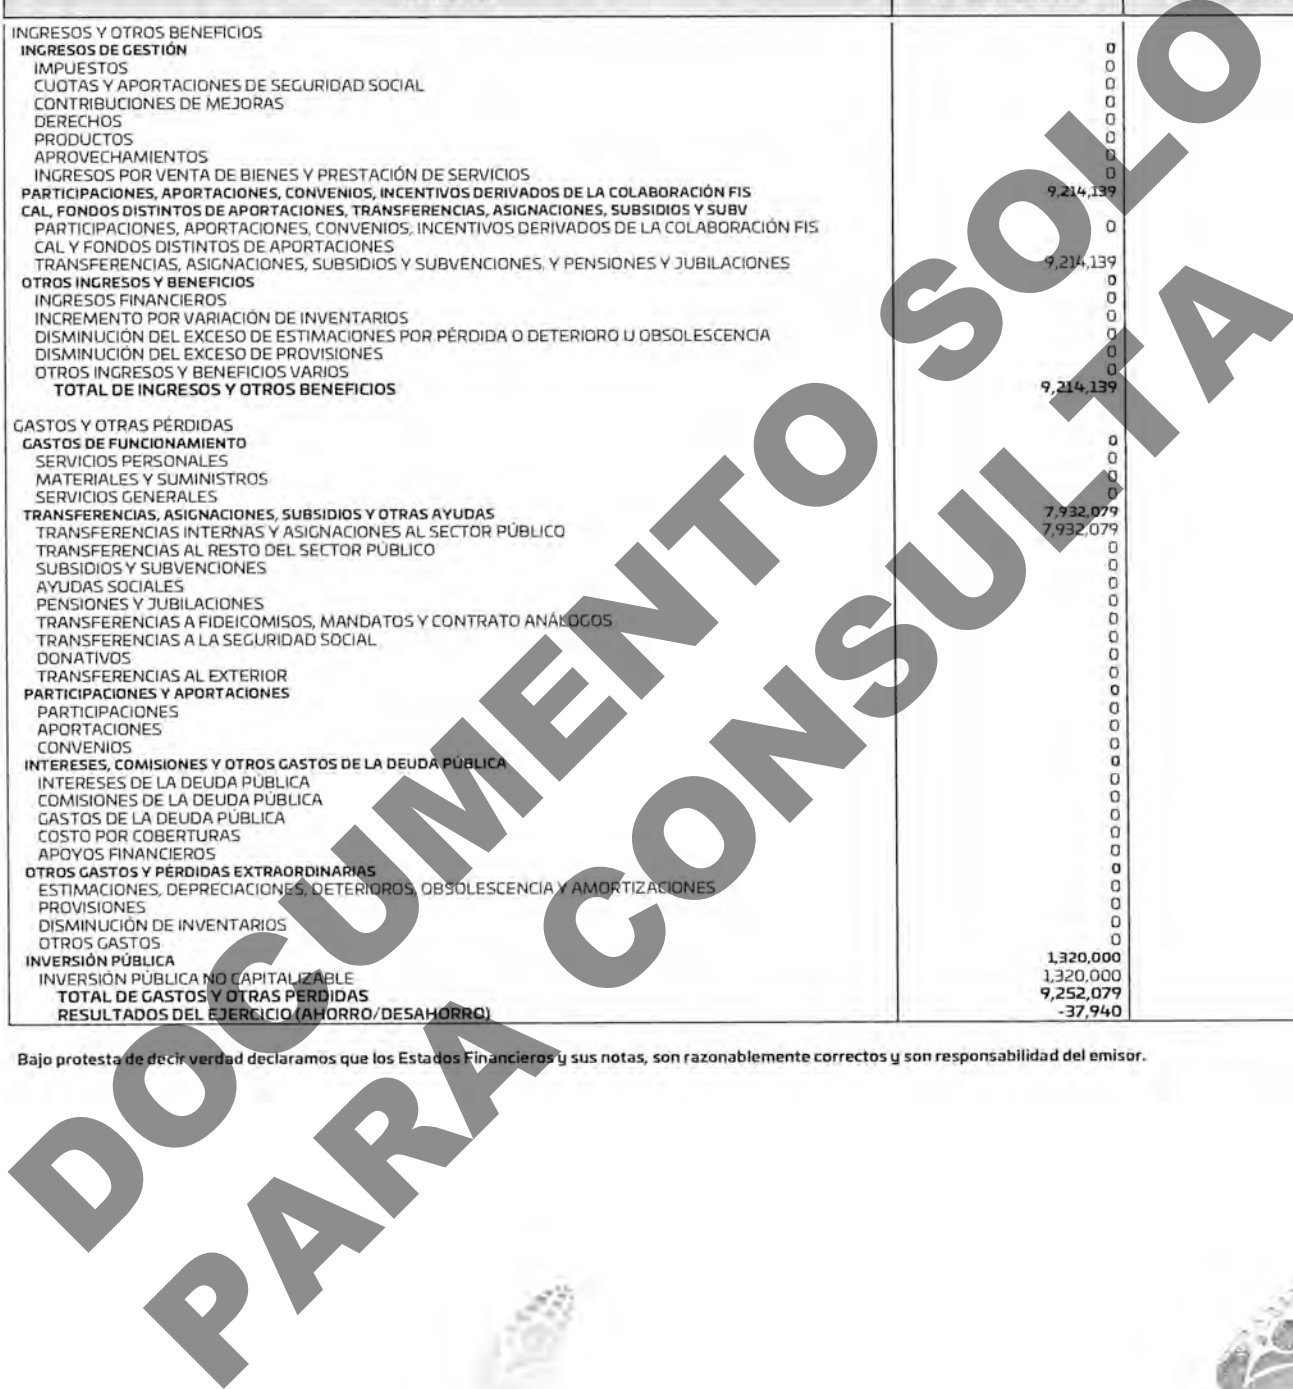 INGRESOS Y OTROS BENEFICIOS
INGRESOS DE GESTIÓN 0
IMPUESTOS 0
CUOTAS Y APORTACIONES DE SEGURIDAD SOCIAL 0
CONTRIBUCIONES DE MEJORAS 0
DERECHOS 0
PRODUCTOS 0
APROVECHAMIENTOS 0
INGRESOS POR VENTA DE BIENES Y PRESTACIÓN DE SERVICIOS 0
PARTICIPACIONES, APORTACIONES, CONVENIOS, INCENTIVOS DERIVADOS DE LA COLABORACIÓN FIS 9,214,139
CAL, FONDOS DISTINTOS DE APORTACIONES, TRANSFERENCIAS, ASIGNACIONES, SUBSIDIOS Y SUBV
PARTICIPACIONES, APORTACIONES, CONVENIOS, INCENTIVOS DERIVADOS DE LA COLABORACIÓN FIS 0
CAL Y FONDOS DISTINTOS DE APORTACIONES
TRANSFERENCIAS, ASIGNACIONES, SUBSIDIOS Y SUBVENCIONES, Y PENSIONES Y JUBILACIONES 9,214,139
OTROS INGRESOS Y BENEFICIOS 0
INGRESOS FINANCIEROS 0
INCREMENTO POR VARIACIÓN DE INVENTARIOS 0
DISMINUCIÓN DEL EXCESO DE ESTIMACIONES POR PÉRDIDA O DETERIORO U OBSOLESCENCIA 0
DISMINUCIÓN DEL EXCESO DE PROVISIONES 0
OTROS INGRESOS Y BENEFICIOS VARIOS 0
TOTAL DE INGRESOS Y OTROS BENEFICIOS 9,214,139
GASTOS Y OTRAS PÉRDIDAS
GASTOS DE FUNCIONAMIENTO 0
SERVICIOS PERSONALES 0
MATERIALES Y SUMINISTROS 0
SERVICIOS GENERALES 0
TRANSFERENCIAS, ASIGNACIONES, SUBSIDIOS Y OTRAS AYUDAS 7,932,079
TRANSFERENCIAS INTERNAS Y ASIGNACIONES AL SECTOR PÚBLICO 7,932,079
TRANSFERENCIAS AL RESTO DEL SECTOR PÚBLICO 0
SUBSIDIOS Y SUBVENCIONES 0
AYUDAS SOCIALES 0
PENSIONES Y JUBILACIONES 0
TRANSFERENCIAS A FIDEICOMISOS, MANDATOS Y CONTRATO ANÁLOGOS 0
TRANSFERENCIAS A LA SEGURIDAD SOCIAL 0
DONATIVOS 0
TRANSFERENCIAS AL EXTERIOR 0
PARTICIPACIONES Y APORTACIONES 0
PARTICIPACIONES 0
APORTACIONES 0
CONVENIOS 0
INTERESES, COMISIONES Y OTROS GASTOS DE LA DEUDA PÚBLICA 0
INTERESES DE LA DEUDA PÚBLICA 0
COMISIONES DE LA DEUDA PÚBLICA 0
GASTOS DE LA DEUDA PÚBLICA 0
COSTO POR COBERTURAS 0
APOYOS FINANCIEROS 0
OTROS GASTOS Y PÉRDIDAS EXTRAORDINARIAS 0
ESTIMACIONES, DEPRECIACIONES, DETERIOROS, OBSOLESCENCIA Y AMORTIZACIONES 0
PROVISIONES 0
DISMINUCIÓN DE INVENTARIOS 0
OTROS GASTOS 0
INVERSIÓN PÚBLICA 1,320,000
INVERSIÓN PÚBLICA NO CAPITALIZABLE 1,320,000
TOTAL DE GASTOS Y OTRAS PÉRDIDAS 9,252,079
RESULTADOS DEL EJERCICIO (AHORRO/DESAHORRO) -37,940
Bajo protesta de decir verdad declaramos que los Estados Financieros y sus notas, son razonablemente correctos y son responsabilidad del emisor.
DOCUMENTO SOLO
PARA CONSULTA